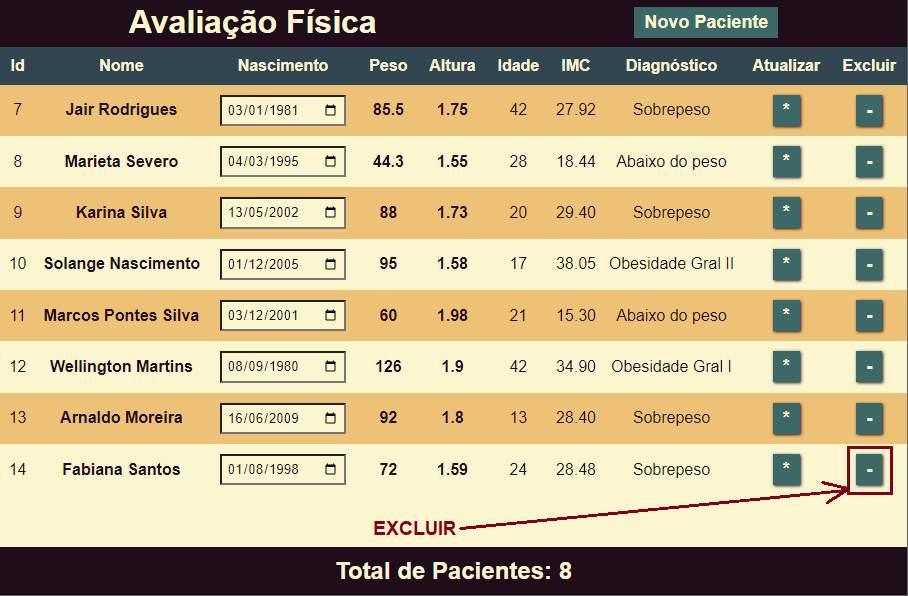 Avaliação Física Novo Paciente
Id Nome Nascimento Peso Altura Idade IMC Diagnóstico Atualizar Excluir
7 Jair Rodrigues 03/01/1981 85.5 1.75 42 27.92 Sobrepeso * -
8 Marieta Severo 04/03/1995 44.3 1.55 28 18.44 Abaixo do peso * -
9 Karina Silva 13/05/2002 88 1.73 20 29.40 Sobrepeso * -
10 Solange Nascimento 01/12/2005 95 1.58 17 38.05 Obesidade Gral II * -
11 Marcos Pontes Silva 03/12/2001 60 1.98 21 15.30 Abaixo do peso * -
12 Wellington Martins 08/09/1980 126 1.9 42 34.90 Obesidade Gral I * -
13 Arnaldo Moreira 16/06/2009 92 1.8 13 28.40 Sobrepeso * -
14 Fabiana Santos 01/08/1998 72 1.59 24 28.48 Sobrepeso * -
EXCLUIR
Total de Pacientes: 8